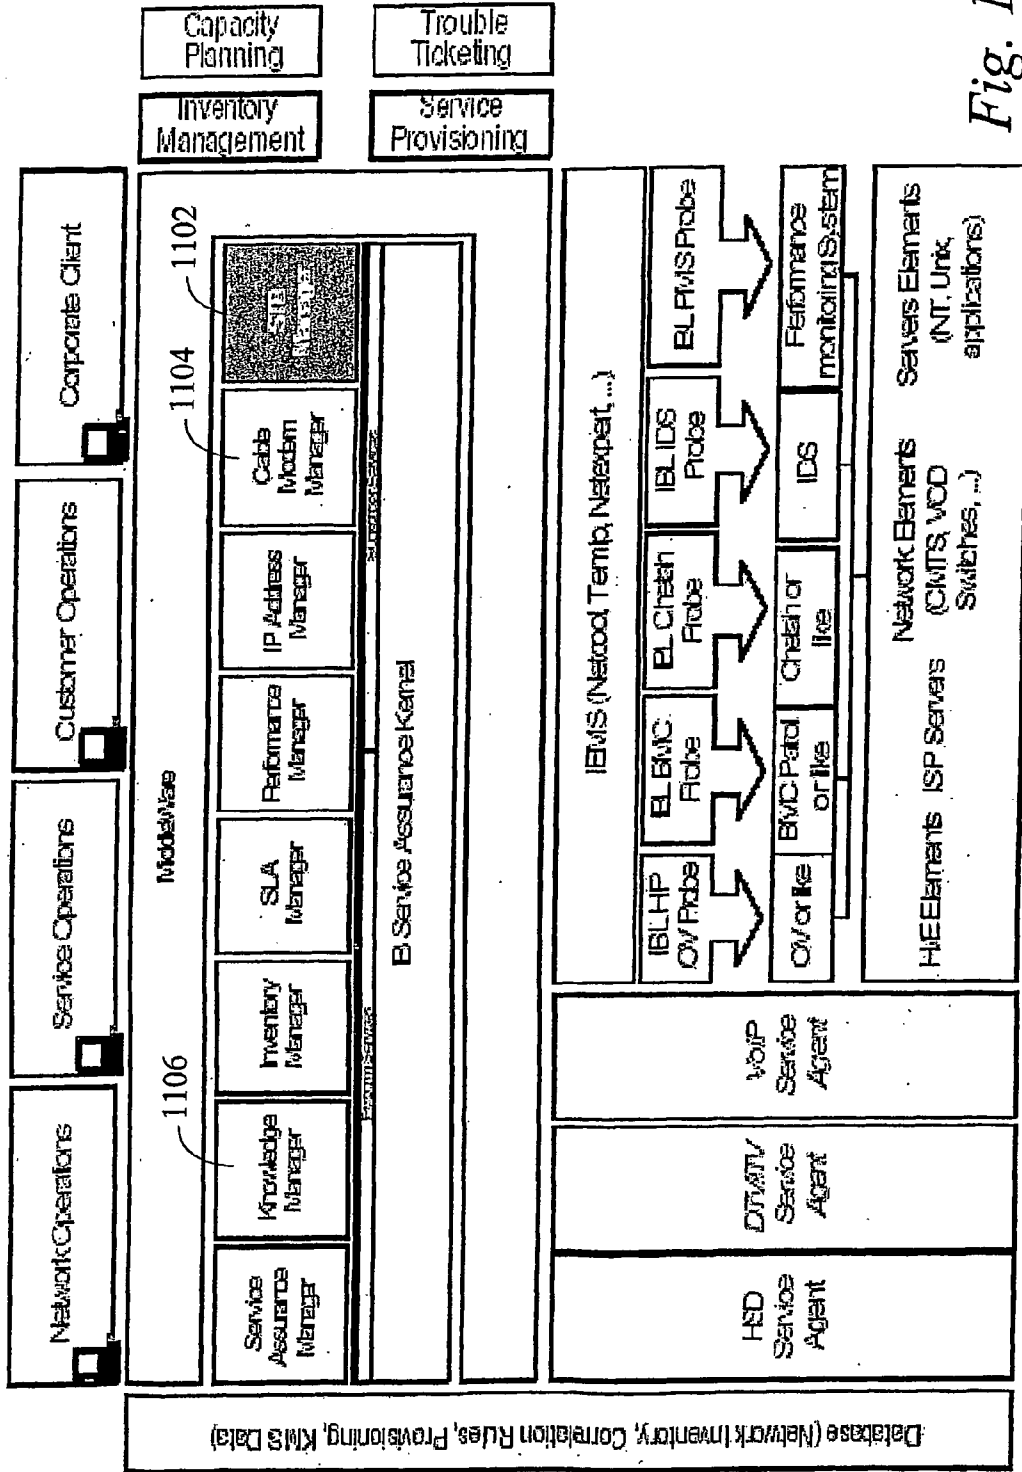 Network Operations
Service Operations
Customer Operations
Corporate Client
MiddleWare
1106
1104
1102
Service
Assurance
Manager
Knowledge
Manager
Inventory
Manager
SLA
Manager
Performance
Manager
IP Address
Manager
Cable
Modem
Manager
Manager
Service Assurance Kernel
Inventory
Management
Capacity
Planning
Service
Provisioning
Trouble
Ticketing
HSD
Service
Agent
Service
Agent
VoIP
Service
Agent
(Netcool, Temip, Netexpert, ...)
IBL HP
OV Probe
BL BMC
Probe
BL Cheetah
Probe
IBL IDS
Probe
BL PMS Probe
OV or like
BMC Patrol
or like
Cheetah or
like
IDS
Performance
monitoring System
H/E Elements
ISP Servers
Network Elements
(CMTS, VOD
Switches, ...)
Servers Elements
(NT, Unix,
applications)
Database (Network Inventory, Correlation Rules, Provisioning, KMS Data)
Fig.